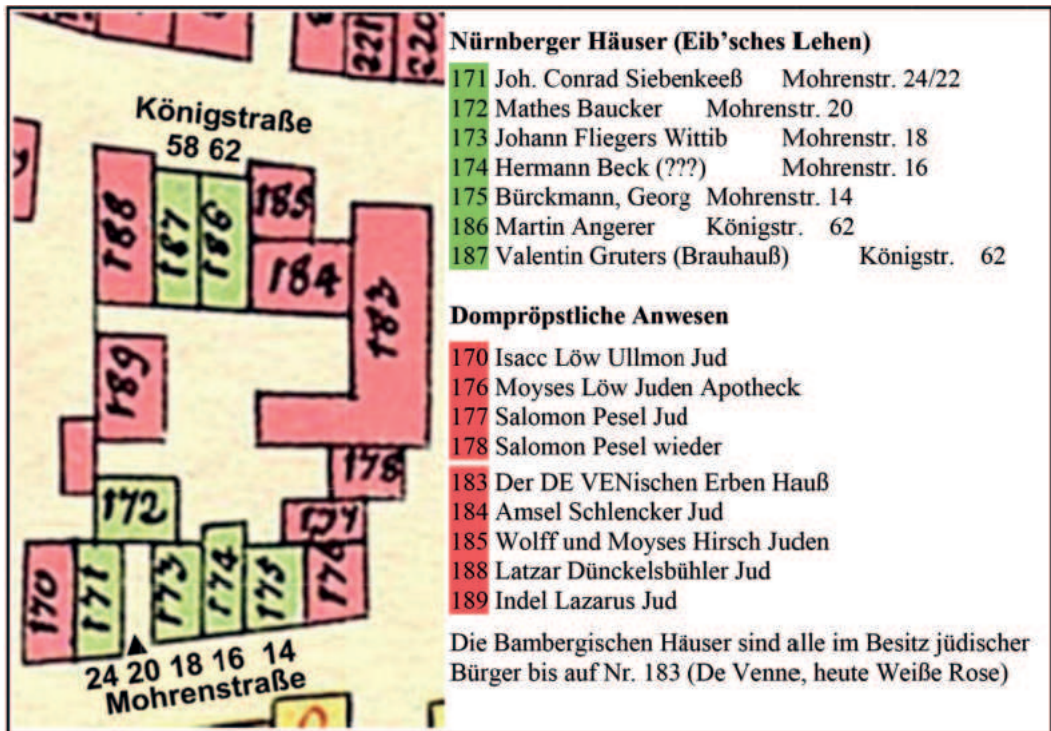 221
220
Königstraße
58 62
188
187
186
185
184
183
189
178
172
177
170
171
173
174
175
176
24 20 18 16 14
Mohrenstraße
Nürnberger Häuser (Eib’sches Lehen)
171 Joh. Conrad Siebenkeeß Mohrenstr. 24/22
172 Mathes Baucker Mohrenstr. 20
173 Johann Fliegers Wittib Mohrenstr. 18
174 Hermann Beck (???) Mohrenstr. 16
175 Bürckmann, Georg Mohrenstr. 14
186 Martin Angerer Königstr. 62
187 Valentin Gruters (Brauhauß) Königstr. 62
Dompröpstliche Anwesen
170 Isacc Löw Ullmon Jud
176 Moyses Löw Juden Apotheck
177 Salomon Pesel Jud
178 Salomon Pesel wieder
183 Der DE VENischen Erben Hauß
184 Amsel Schlencker Jud
185 Wolff und Moyses Hirsch Juden
188 Latzar Dünckelsbühler Jud
189 Indel Lazarus Jud
Die Bambergischen Häuser sind alle im Besitz jüdischer
Bürger bis auf Nr. 183 (De Venne, heute Weiße Rose)